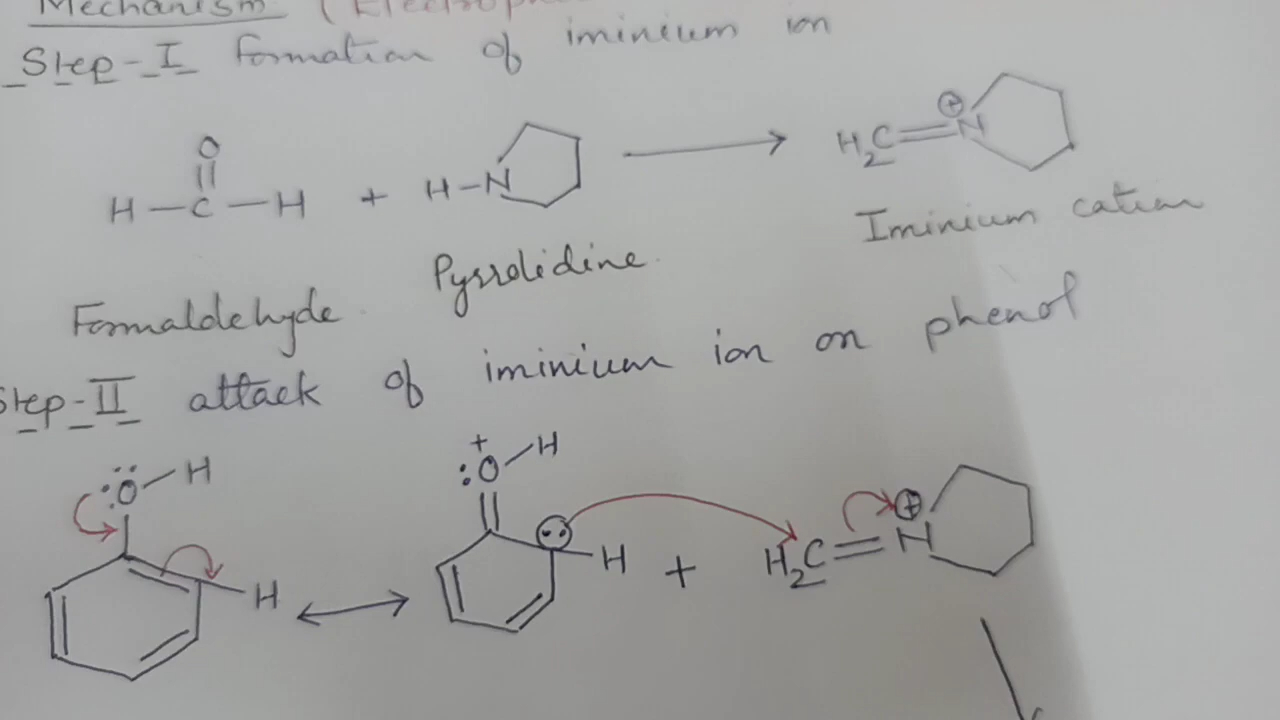 Mechanism
Step-I Formation of iminium ion
O
H-C-H + H-N → H2C=N ⊕
Formaldehyde Pyrrolidine Iminium cation
Step-II attack of iminium ion on phenol
:Ö-H
H ↔
+
:O-H
H + H2C=N ⊕